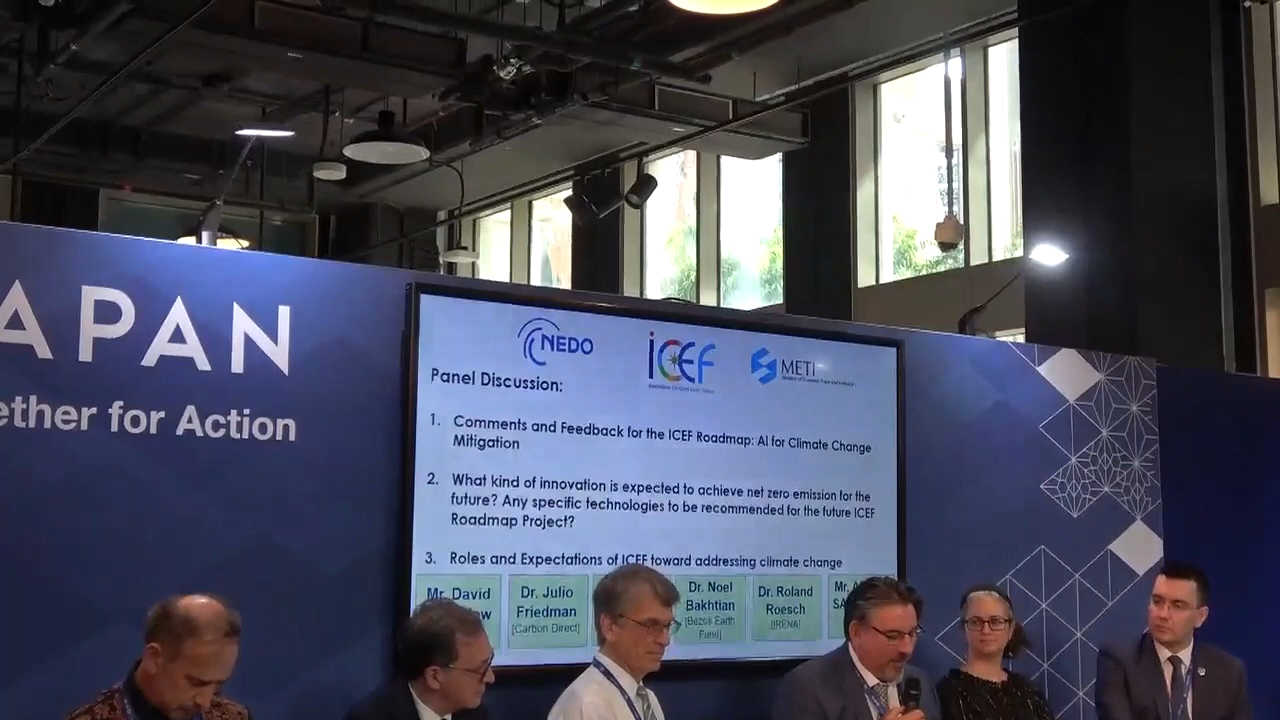 APAN
ether for Action
NEDO
iCEF
METI
Panel Discussion:
1. Comments and Feedback for the ICEF Roadmap: AI for Climate Change
Mitigation
2. What kind of innovation is expected to achieve net zero emission for the
future? Any specific technologies to be recommended for the future ICEF
Roadmap Project?
3. Roles and Expectations of ICEF toward addressing climate change
Mr. David
Dr. Julio
Friedman
[Carbon Direct]
Dr. Noel
Bakhtian
[Bezos Earth
Fund]
Dr. Roland
Roesch
[IRENA]
Mr. A
SA